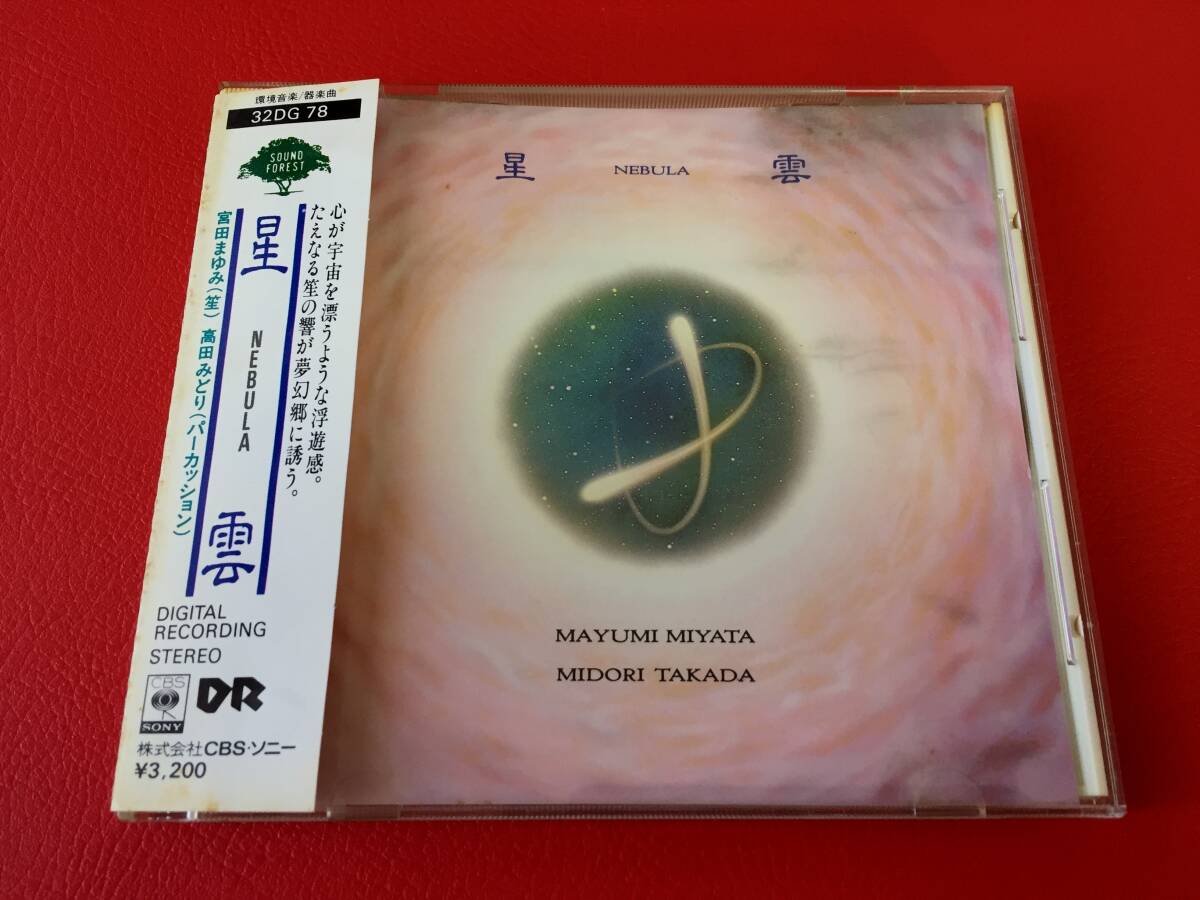 環境音楽/器楽曲
32DG 78
SOUND
FOREST
心が宇宙を漂うような浮遊感。
たえなる笙の響が夢幻郷に誘う。
星 NEBULA 雲
宮田まゆみ(笙) 高田みどり(パーカッション)
DIGITAL
RECORDING
STEREO
CBS
SONY
DR
株式会社CBS・ソニー
¥3,200
星 NEBULA 雲
MAYUMI MIYATA
MIDORI TAKADA